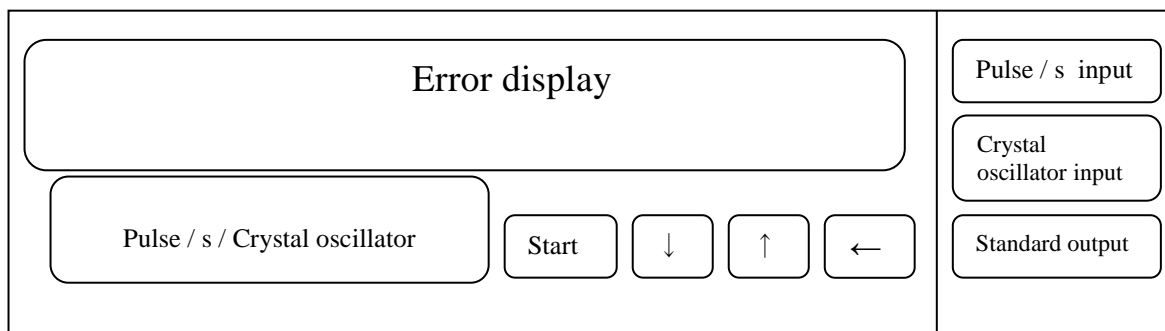 Error display
Pulse / s input
Crystal
oscillator input
Pulse / s / Crystal oscillator
Start
↓
↑
←
Standard output